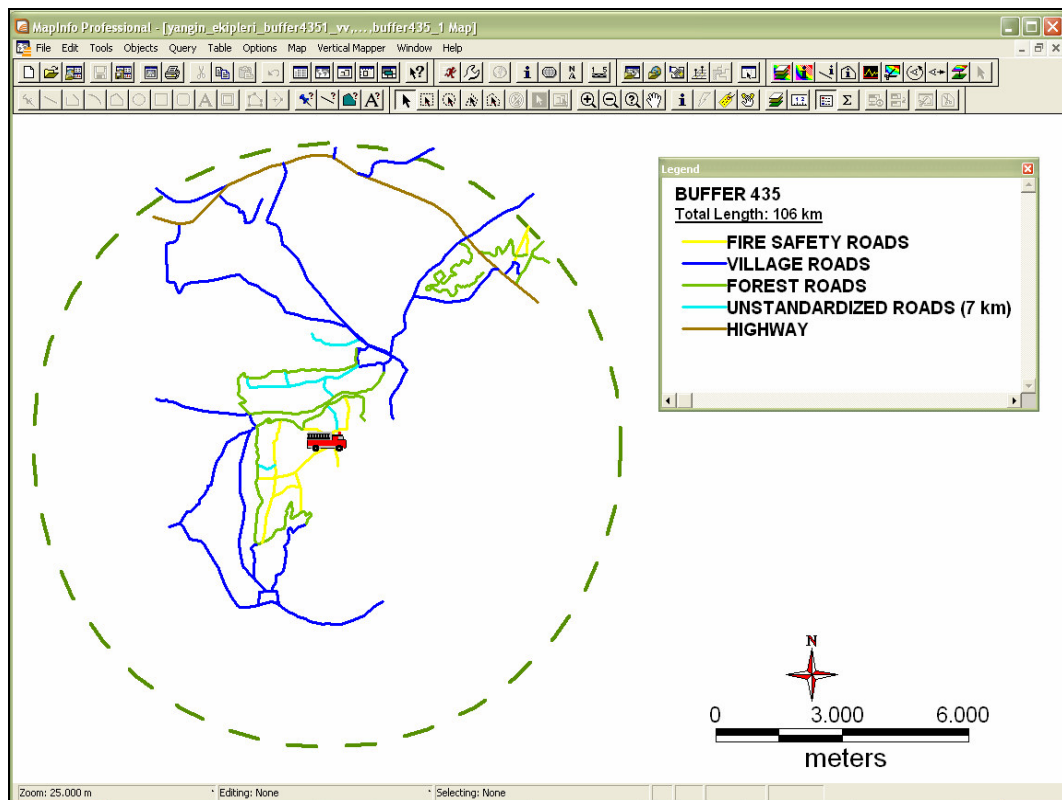 MapInfo Professional - [yangin_ekipleri_buffer4351_vv,...,buffer435_1 Map]
File Edit Tools Objects Query Table Options Map Vertical Mapper Window Help
Legend
BUFFER 435
Total Length: 106 km
FIRE SAFETY ROADS
VILLAGE ROADS
FOREST ROADS
UNSTANDARDIZED ROADS (7 km)
HIGHWAY
N
0 3.000 6.000
meters
Zoom: 25.000 m Editing: None Selecting: None